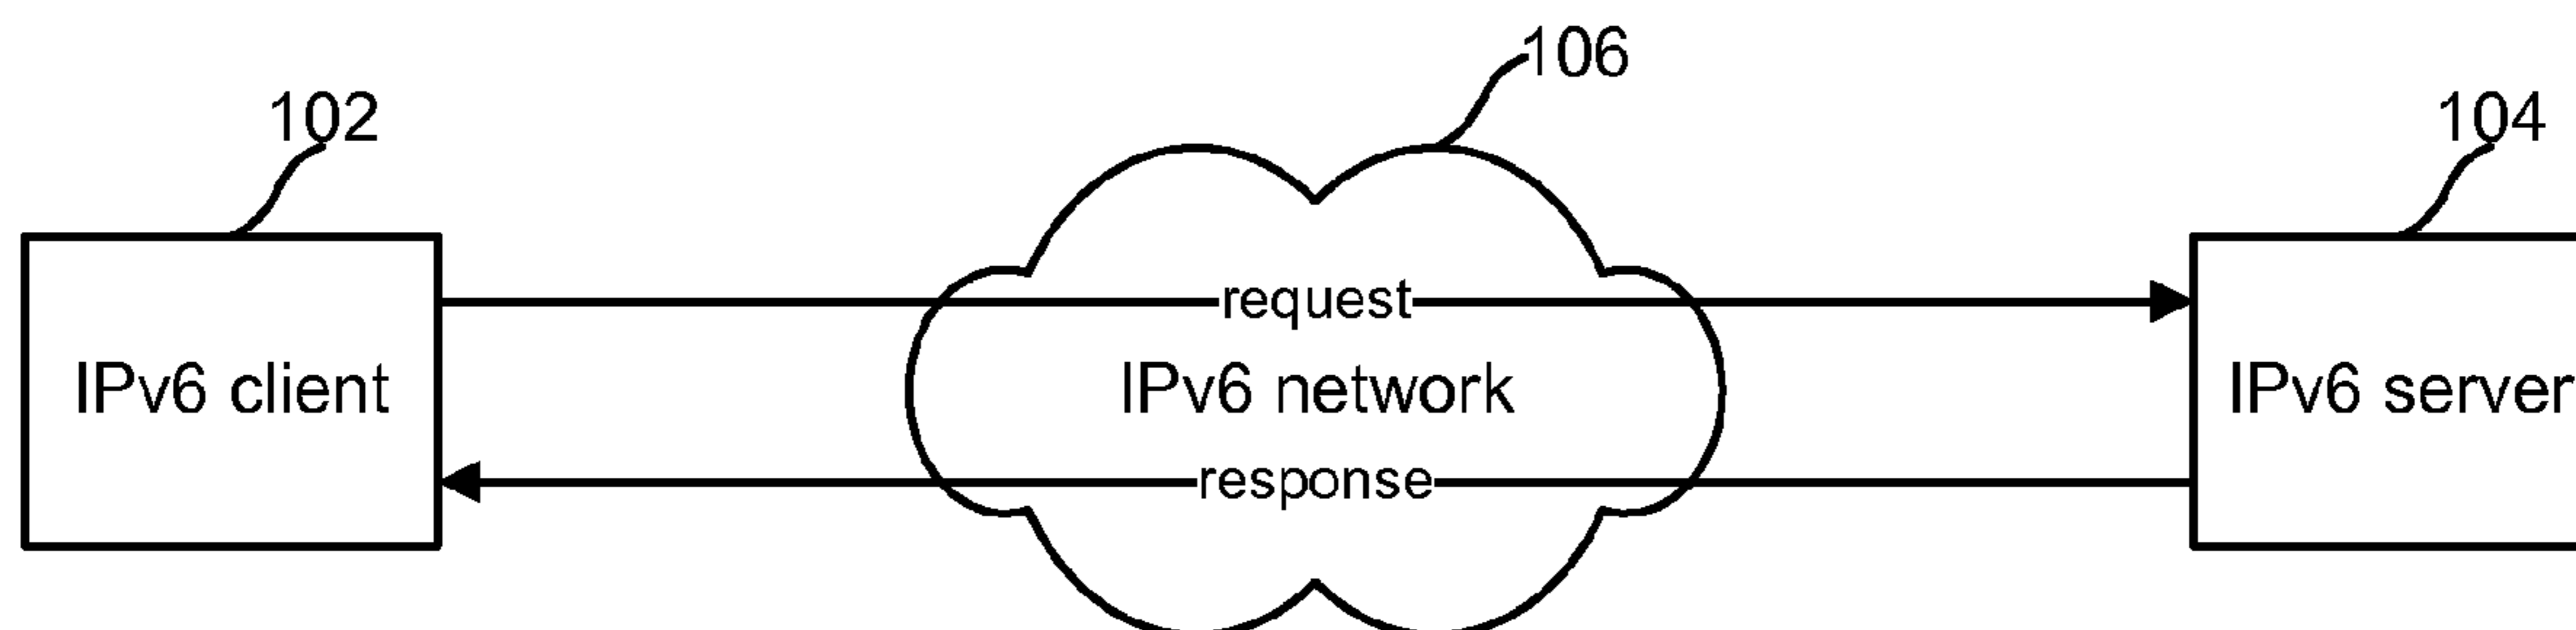 106
102
104
request
IPv6 client
IPv6 network
IPv6 server
response